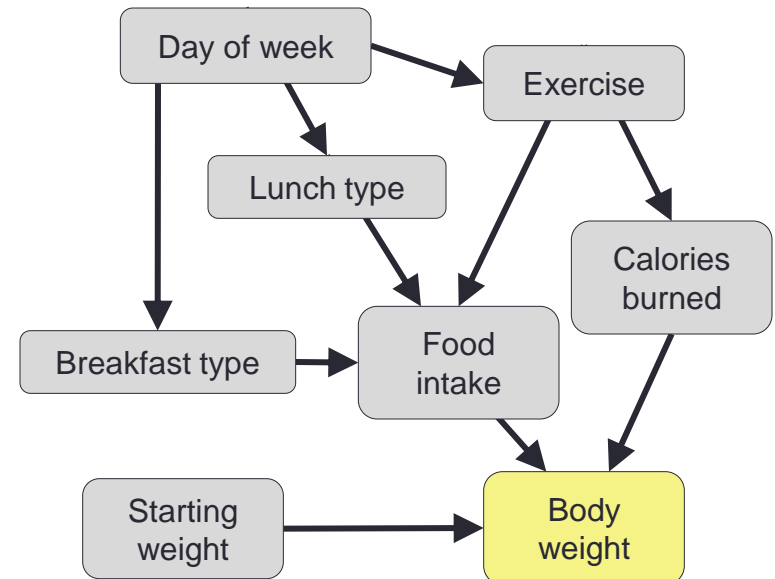 Day of week
Exercise
Lunch type
Calories
burned
Breakfast type
Food
intake
Starting
weight
Body
weight